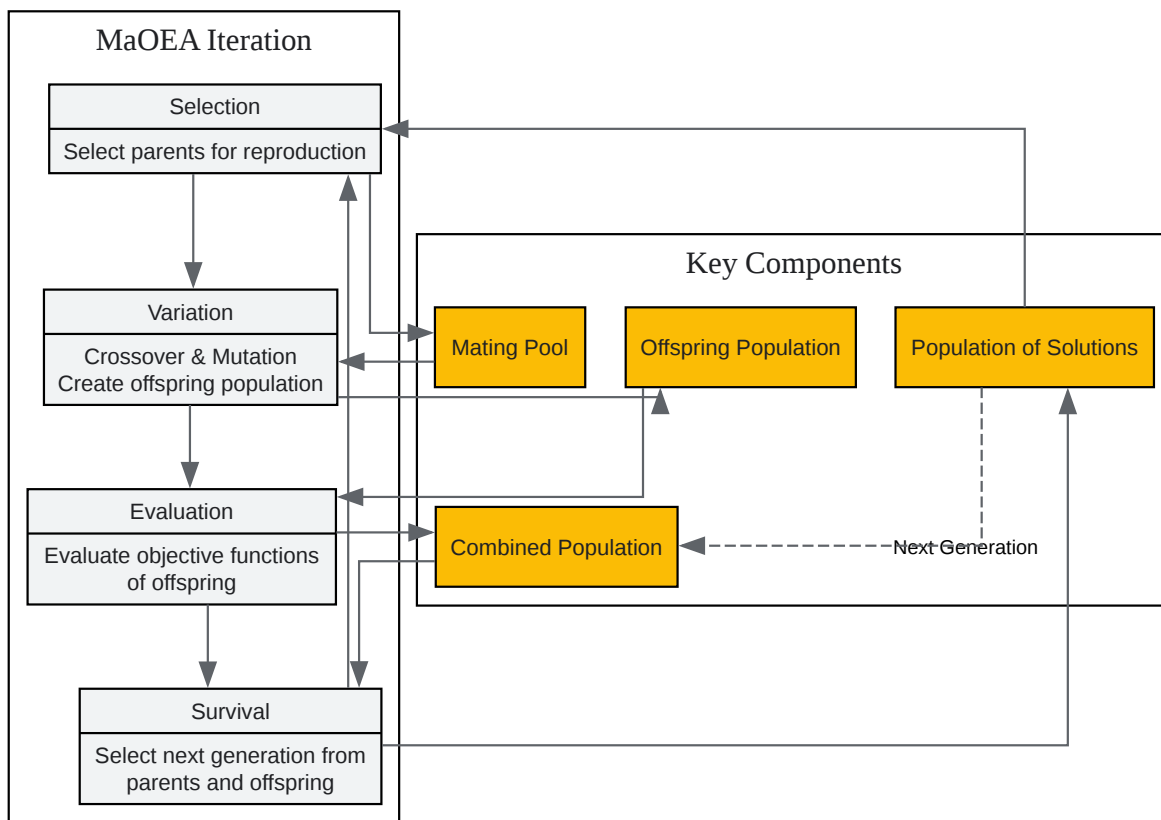 MaOEA Iteration
Selection
Select parents for reproduction
Variation
Crossover & Mutation
Create offspring population
Evaluation
Evaluate objective functions
of offspring
Survival
Select next generation from
parents and offspring
Key Components
Mating Pool
Offspring Population
Population of Solutions
Combined Population
Next Generation